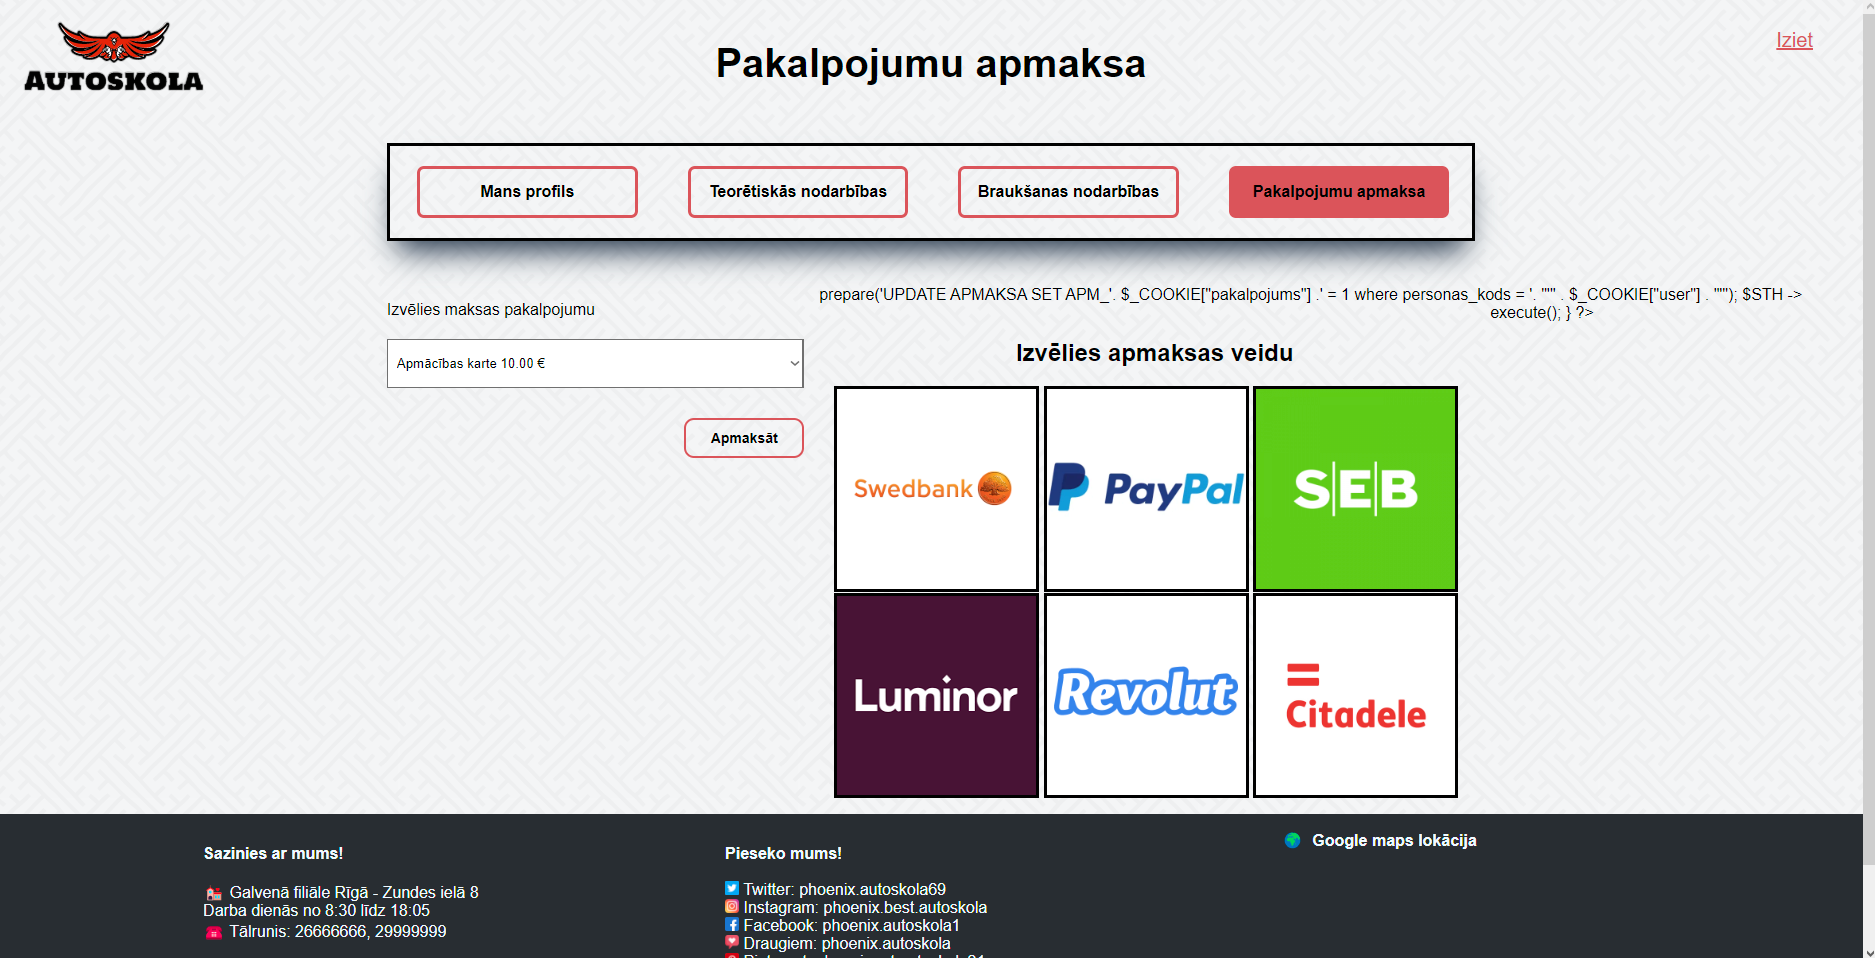 AUTOSKOLA
Pakalpojumu apmaksa
Iziet
Mans profils
Teorētiskās nodarbības
Braukšanas nodarbības
Pakalpojumu apmaksa
Izvēlies maksas pakalpojumu
Apmācības karte 10.00 €
Apmaksāt
prepare('UPDATE APMAKSA SET APM_'. $_COOKIE["pakalpojums"] .' = 1 where personas_kods = '. "'" . $_COOKIE["user"] . "'"); $STH ->
execute(); } ?>
Izvēlies apmaksas veidu
Swedbank
PayPal
S|E|B
Luminor
Revolut
Citadele
Sazinies ar mums!
Galvenā filiāle Rīgā - Zundes ielā 8
Darba dienās no 8:30 līdz 18:05
Tālrunis: 26666666, 29999999
Pieseko mums!
Twitter: phoenix.autoskola69
Instagram: phoenix.best.autoskola
Facebook: phoenix.autoskola1
Draugiem: phoenix.autoskola
Google maps lokācija